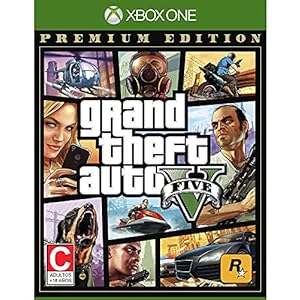 XBOX ONE
PREMIUM EDITION
grand
theft
auto
V
FIVE
C
ADULTOS
+18 AÑOS
R★